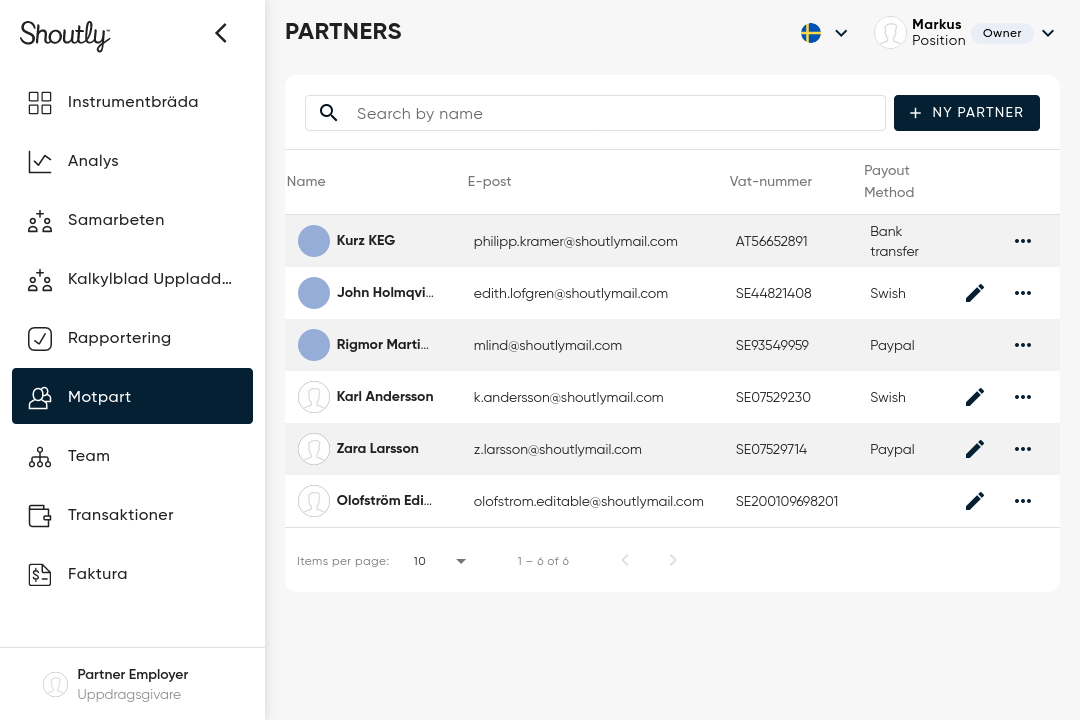 Shoutly
PARTNERS
Markus
Position
Owner
Instrumentbräda
Analys
Samarbeten
Kalkylblad Uppladd...
Rapportering
Motpart
Team
Transaktioner
Faktura
Partner Employer
Uppdragsgivare
Search by name
+ NY PARTNER
Name E-post Vat-nummer Payout
Method
Kurz KEG philipp.kramer@shoutlymail.com AT56652891 Bank
transfer
John Holmqvi... edith.lofgren@shoutlymail.com SE44821408 Swish
Rigmor Marti... mlind@shoutlymail.com SE93549959 Paypal
Karl Andersson k.andersson@shoutlymail.com SE07529230 Swish
Zara Larsson z.larsson@shoutlymail.com SE07529714 Paypal
Olofström Edi... olofstrom.editable@shoutlymail.com SE200109698201
Items per page: 10 1 – 6 of 6